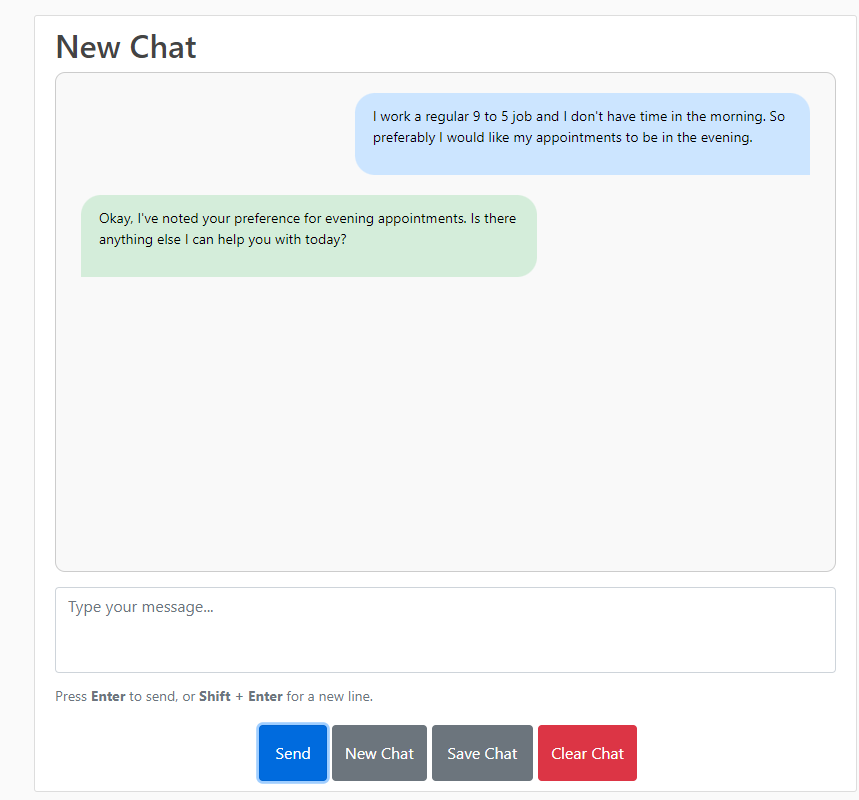 New Chat
I work a regular 9 to 5 job and I don't have time in the morning. So
preferably I would like my appointments to be in the evening.
Okay, I've noted your preference for evening appointments. Is there
anything else I can help you with today?
Type your message...
Press Enter to send, or Shift + Enter for a new line.
Send New Chat Save Chat Clear Chat